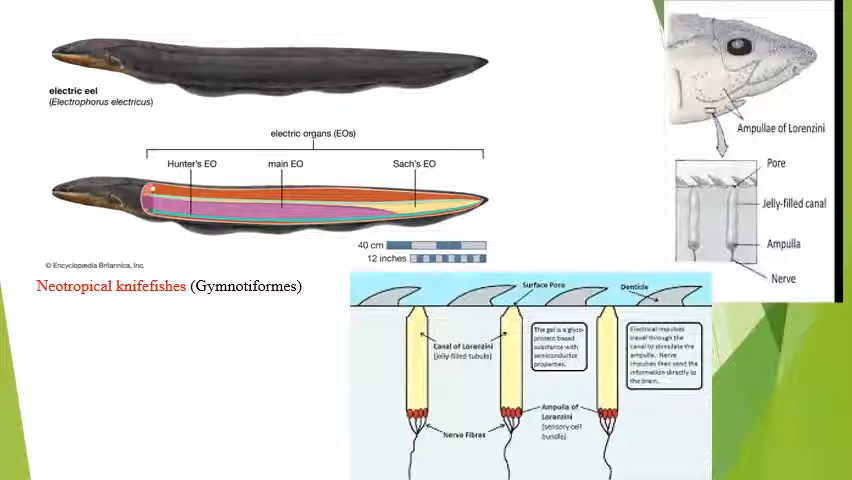 electric eel
(Electrophorus electricus)
electric organs (EOs)
Hunter's EO
main EO
Sach's EO
40 cm
12 inches
© Encyclopædia Britannica, Inc.
Neotropical knifefishes (Gymnotiformes)
Ampullae of Lorenzini
Pore
Jelly-filled canal
Ampulla
Nerve
Surface Pore
Denticle
Canal of Lorenzini
(jelly-filled tubule)
The gel is a glyco-
protein based
substance with
semiconductor
properties.
Electrical impulses
travel through the
canal to stimulate the
ampulla. Nerve
impulses then send the
information directly to
the brain.
Ampulla of
Lorenzini
(sensory cell
bundle)
Nerve Fibres